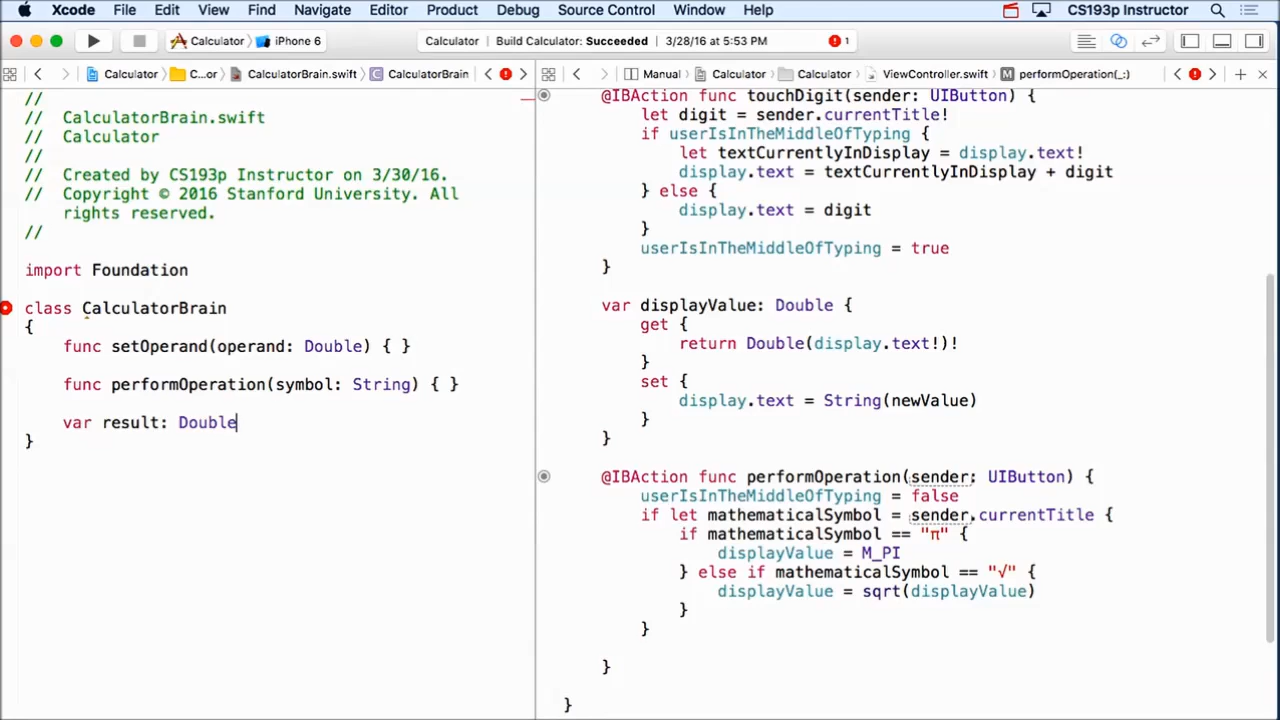 Xcode File Edit View Find Navigate Editor Product Debug Source Control Window Help CS193p Instructor
Calculator iPhone 6 Calculator Build Calculator: Succeeded 3/28/16 at 5:53 PM 1
Calculator C...or CalculatorBrain.swift C CalculatorBrain
Manual Calculator Calculator ViewController.swift M performOperation(_:)
//
// CalculatorBrain.swift
// Calculator
//
// Created by CS193p Instructor on 3/30/16.
// Copyright © 2016 Stanford University. All
rights reserved.
//
import Foundation
class CalculatorBrain
{
func setOperand(operand: Double) { }
func performOperation(symbol: String) { }
var result: Double
}
@IBAction func touchDigit(sender: UIButton) {
let digit = sender.currentTitle!
if userIsInTheMiddleOfTyping {
let textCurrentlyInDisplay = display.text!
display.text = textCurrentlyInDisplay + digit
} else {
display.text = digit
}
userIsInTheMiddleOfTyping = true
}
var displayValue: Double {
get {
return Double(display.text!)!
}
set {
display.text = String(newValue)
}
}
@IBAction func performOperation(sender: UIButton) {
userIsInTheMiddleOfTyping = false
if let mathematicalSymbol = sender.currentTitle {
if mathematicalSymbol == "π" {
displayValue = M_PI
} else if mathematicalSymbol == "√" {
displayValue = sqrt(displayValue)
}
}
}
}